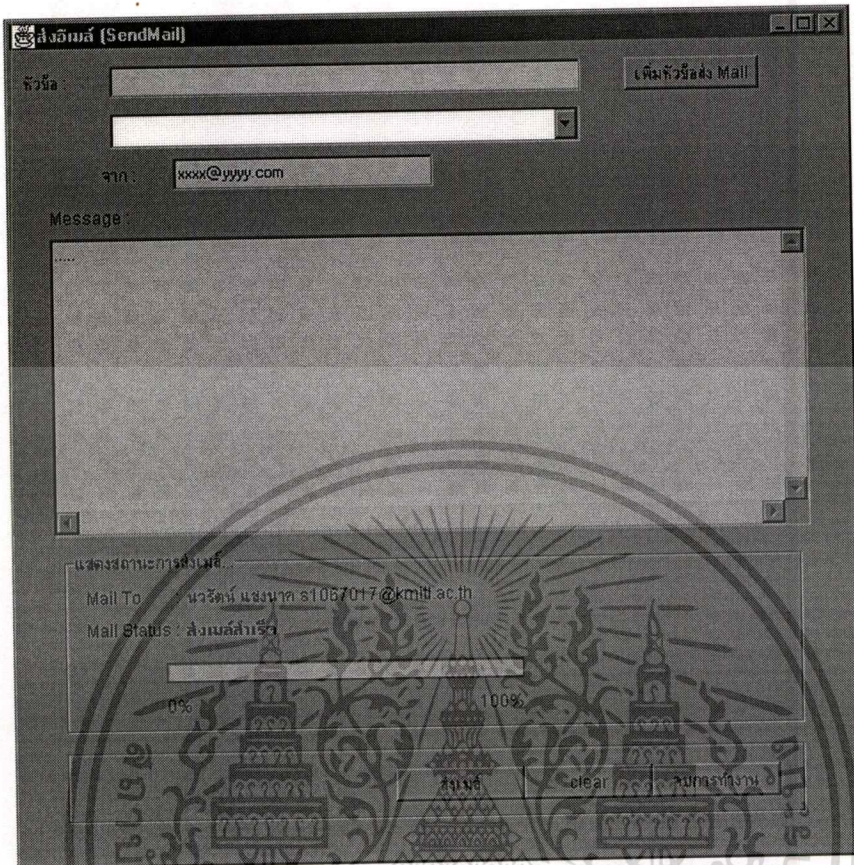 ส่งอีเมล์ (SendMail)
หัวข้อ :
เพิ่มหัวข้อส่ง Mail
จาก : xxxx@yyyy.com
Message :
.....
แสดงสถานะการส่งเมล์...
Mail To : นวรัตน์ แซ่งนาค s1067017@kmitl.ac.th
Mail Status : ส่งเมล์สำเร็จ
0% 100%
ส่งเมล์ clear จบการทำงาน